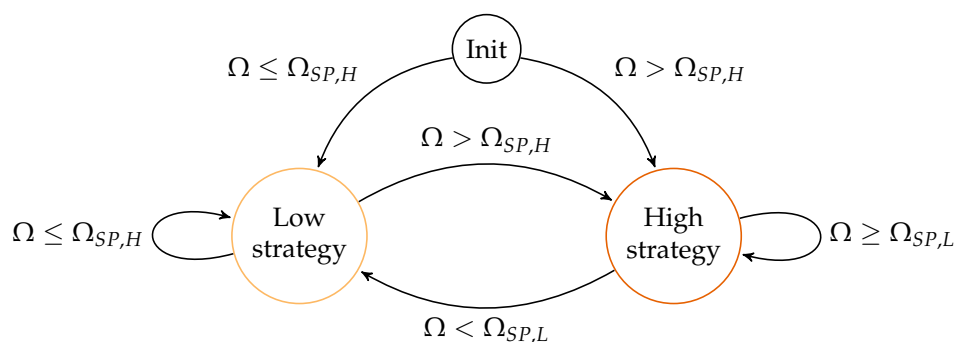 Init
Ω ≤ Ω_{SP,H}
Ω > Ω_{SP,H}
Ω > Ω_{SP,H}
Low
strategy
High
strategy
Ω ≤ Ω_{SP,H}
Ω ≥ Ω_{SP,L}
Ω < Ω_{SP,L}